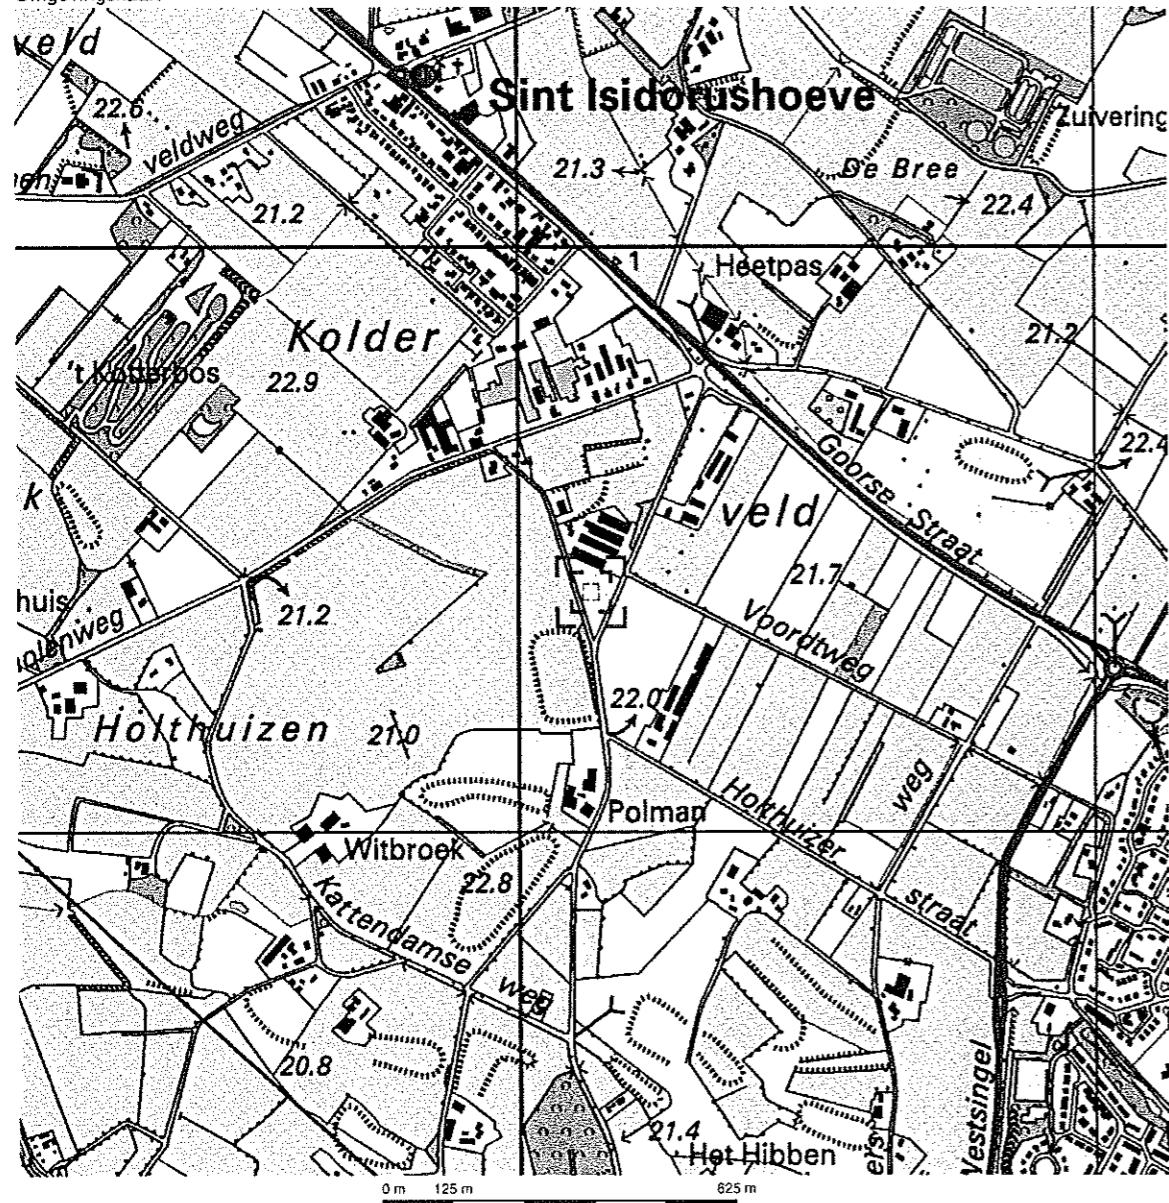 veld
22.6
veldweg
Sint Isidorushoeve
Zuivering
21.3
De Bree
22.4
21.2
1
Heetpas
Kolder
21.2
't Kotterbos
22.9
22.4
Goorse Straat
k
veld
21.7
huis
21.2
Voordtweg
22.0
Holthuizen
21.0
weg
Polman
Holthuizer straat
Witbroek
22.8
Kattendamse weg
20.8
Westsingel
21.4
Het Hibben
0 m 125 m 625 m